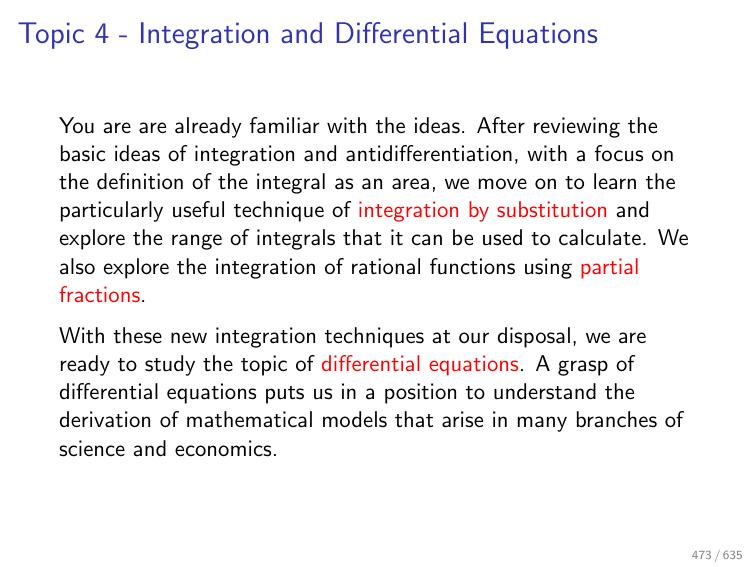 Topic 4 - Integration and Differential Equations
You are are already familiar with the ideas. After reviewing the
basic ideas of integration and antidifferentiation, with a focus on
the definition of the integral as an area, we move on to learn the
particularly useful technique of integration by substitution and
explore the range of integrals that it can be used to calculate. We
also explore the integration of rational functions using partial
fractions.
With these new integration techniques at our disposal, we are
ready to study the topic of differential equations. A grasp of
differential equations puts us in a position to understand the
derivation of mathematical models that arise in many branches of
science and economics.
473 / 635